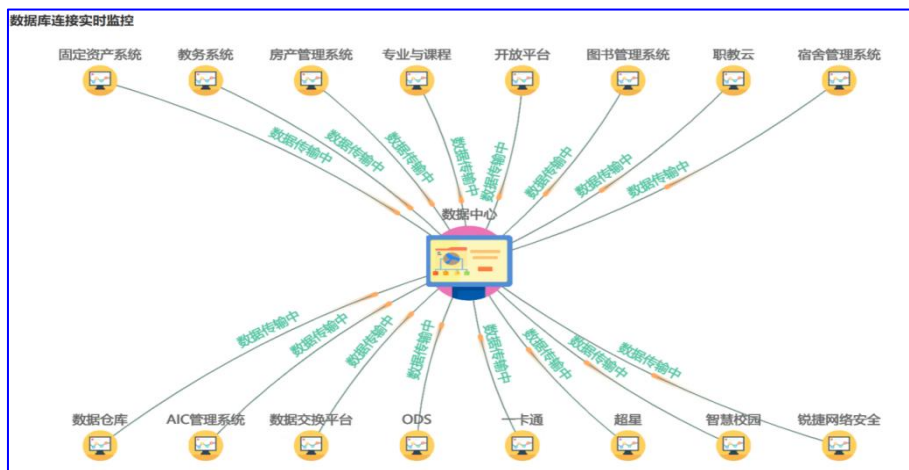 数据库连接实时监控
固定资产系统
教务系统
房产管理系统
专业与课程
开放平台
图书管理系统
职教云
宿舍管理系统
数据传输中
数据传输中
数据传输中
数据传输中
数据传输中
数据传输中
数据传输中
数据传输中
数据中心
数据传输中
数据传输中
数据传输中
数据传输中
数据传输中
数据传输中
数据传输中
数据传输中
数据仓库
AIC管理系统
数据交换平台
ODS
一卡通
超星
智慧校园
锐捷网络安全